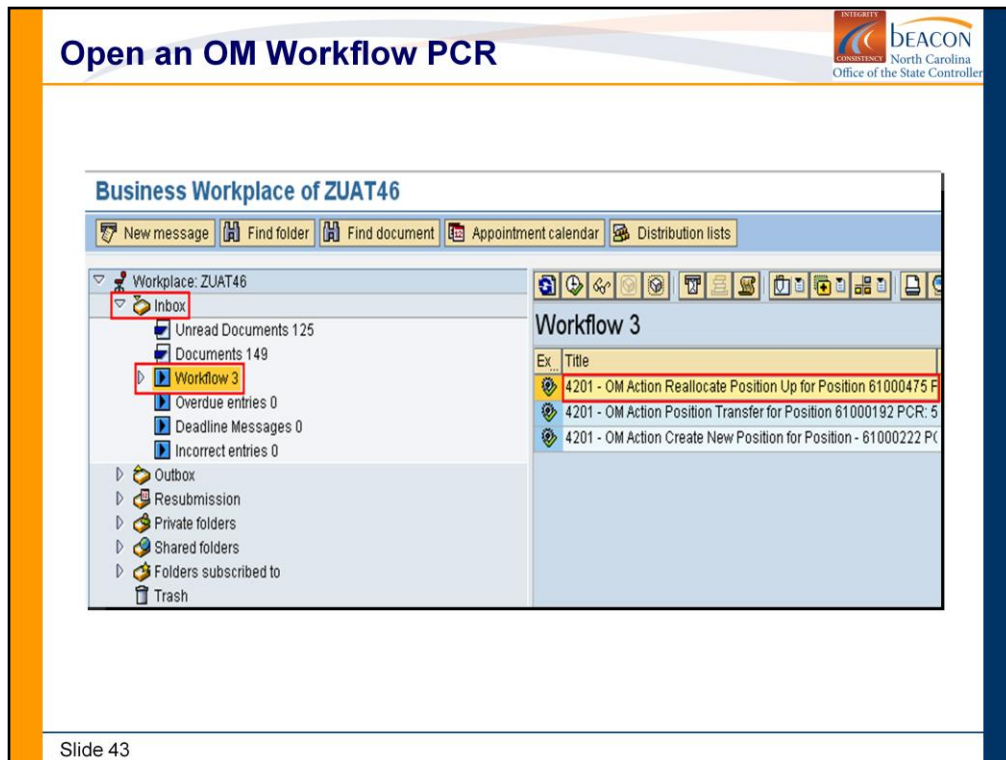 Open an OM Workflow PCR
INTEGRITY
CONSISTENCY
bEACON
North Carolina
Office of the State Controller
Business Workplace of ZUAT46
New message
Find folder
Find document
Appointment calendar
Distribution lists
Workplace: ZUAT46
Inbox
Unread Documents 125
Documents 149
Workflow 3
Overdue entries 0
Deadline Messages 0
Incorrect entries 0
Outbox
Resubmission
Private folders
Shared folders
Folders subscribed to
Trash
Workflow 3
Ex... Title
4201 - OM Action Reallocate Position Up for Position 61000475 P
4201 - OM Action Position Transfer for Position 61000192 PCR: 5
4201 - OM Action Create New Position for Position - 61000222 PC
Slide 43